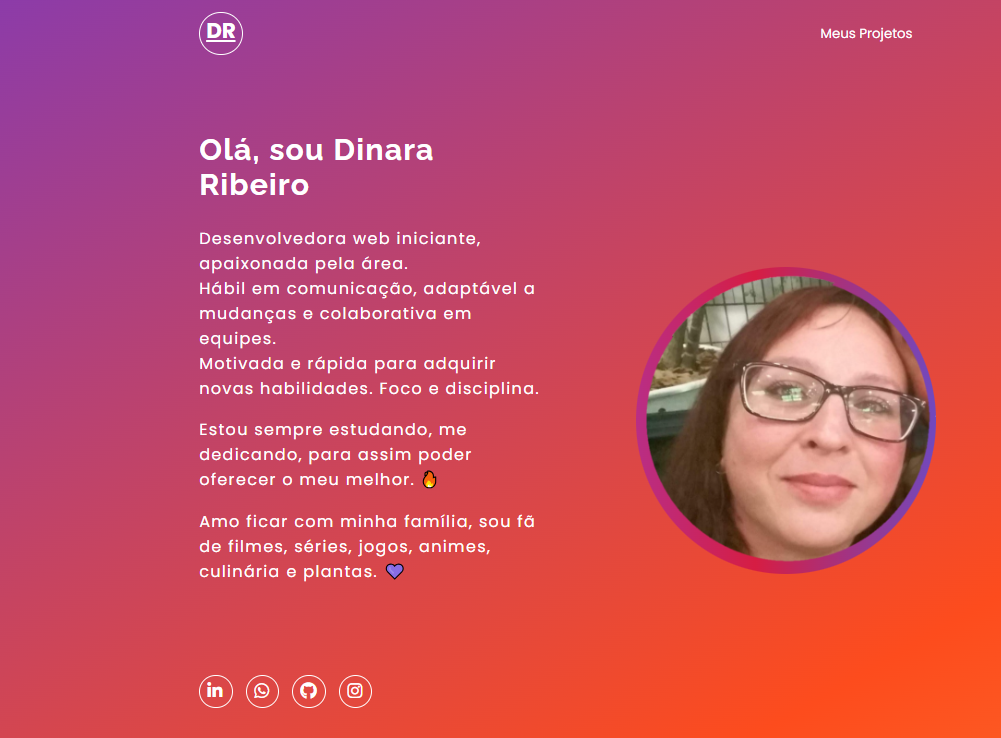 DR
Meus Projetos
Olá, sou Dinara
Ribeiro
Desenvolvedora web iniciante,
apaixonada pela área.
Hábil em comunicação, adaptável a
mudanças e colaborativa em
equipes.
Motivada e rápida para adquirir
novas habilidades. Foco e disciplina.
Estou sempre estudando, me
dedicando, para assim poder
oferecer o meu melhor. 🔥
Amo ficar com minha família, sou fã
de filmes, séries, jogos, animes,
culinária e plantas. 💜
in